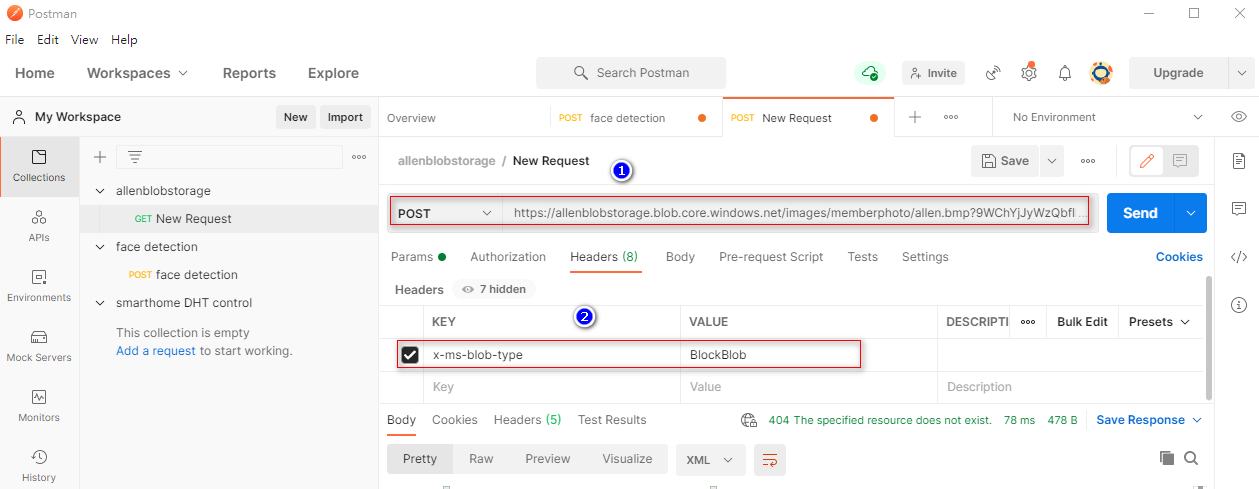 Postman
File Edit View Help
Home Workspaces Reports Explore Search Postman Invite Upgrade
My Workspace New Import
Overview POST face detection POST New Request No Environment
Collections
APIs
Environments
Mock Servers
Monitors
History
allenblobstorage
GET New Request
face detection
POST face detection
smarthome DHT control
This collection is empty
Add a request to start working.
allenblobstorage / New Request Save
1
POST https://allenblobstorage.blob.core.windows.net/images/memberphoto/allen.bmp?9WChYjJyWzQbfl ... Send
Params Authorization Headers (8) Body Pre-request Script Tests Settings Cookies
Headers 7 hidden
2
KEY VALUE DESCRIPTI Bulk Edit Presets
x-ms-blob-type BlockBlob
Key Value Description
Body Cookies Headers (5) Test Results 404 The specified resource does not exist. 78 ms 478 B Save Response
Pretty Raw Preview Visualize XML